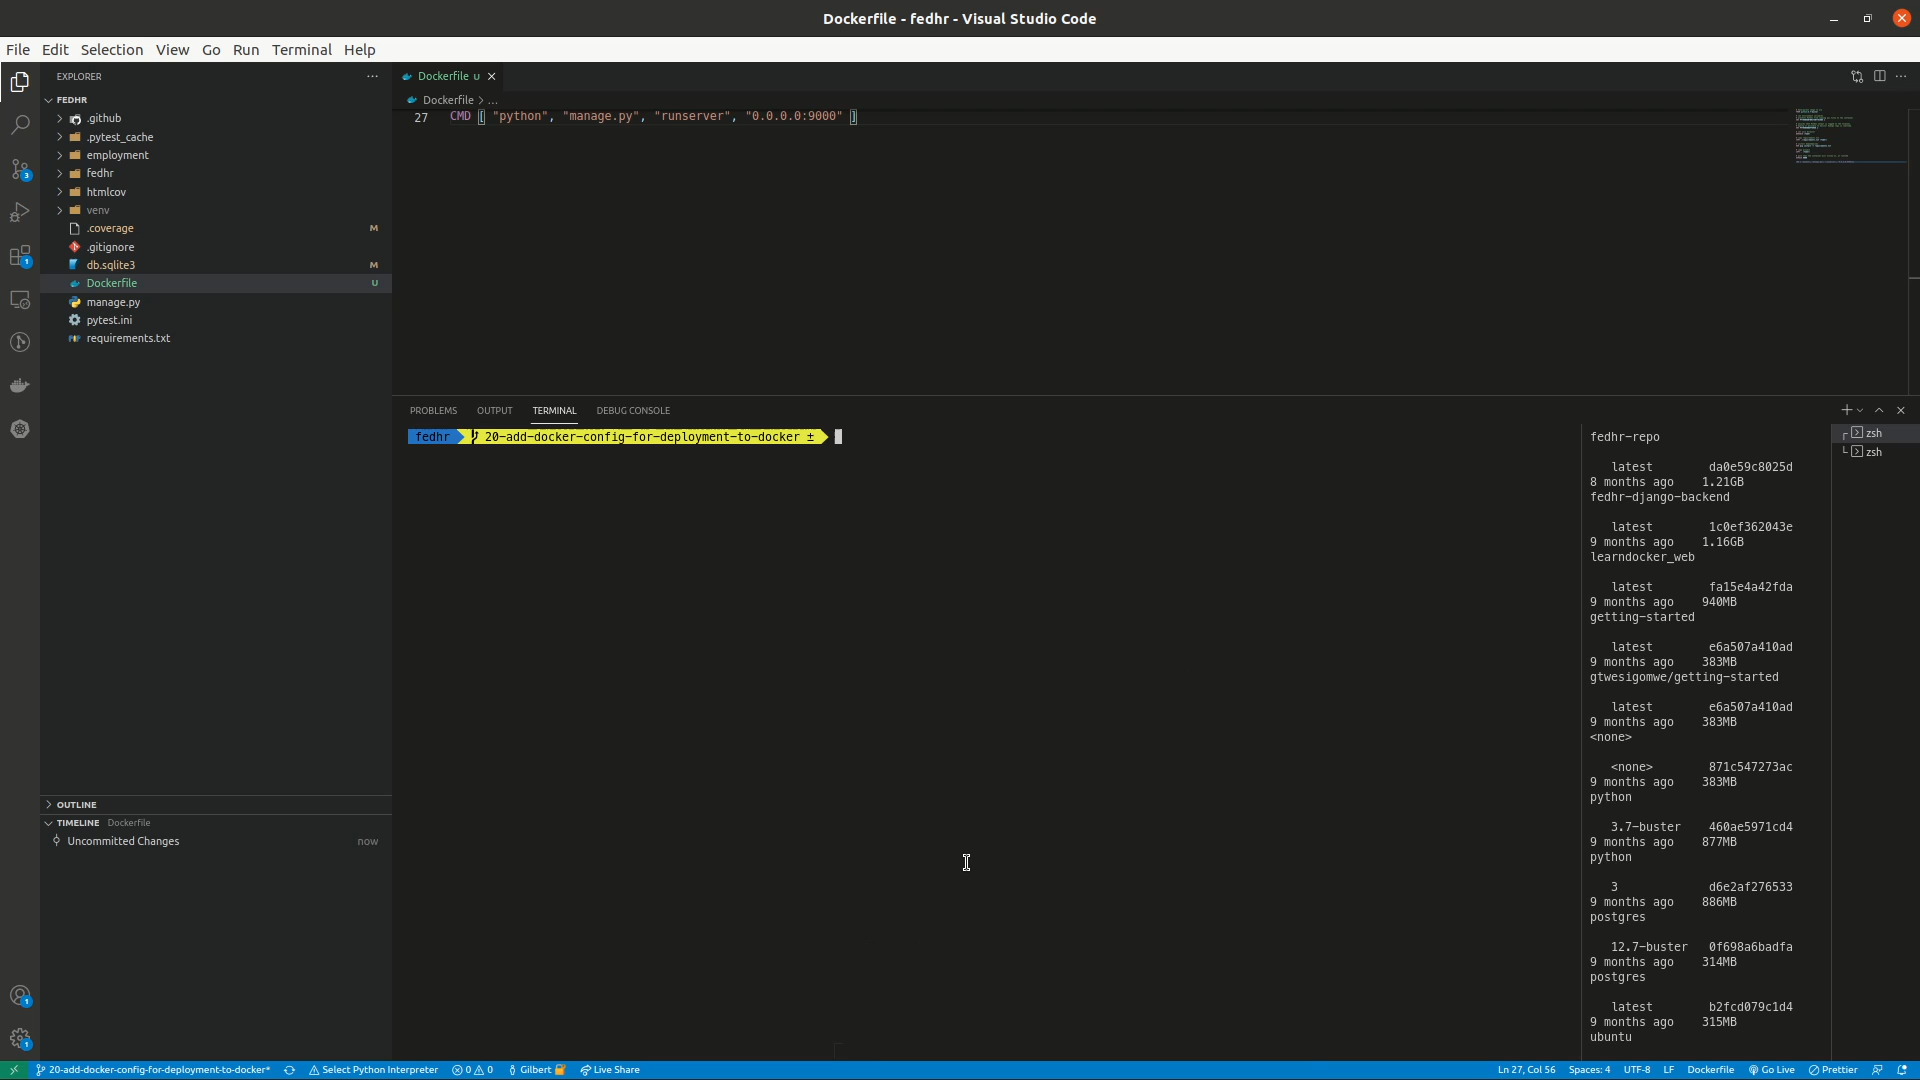 Dockerfile - fedhr - Visual Studio Code
File Edit Selection View Go Run Terminal Help
EXPLORER
FEDHR
.github
.pytest_cache
employment
fedhr
htmlcov
venv
.coverage M
.gitignore
db.sqlite3 M
Dockerfile U
manage.py
pytest.ini
requirements.txt
OUTLINE
TIMELINE Dockerfile
Uncommitted Changes now
3
1
1
1
Dockerfile U
Dockerfile > ...
27 CMD [ "python", "manage.py", "runserver", "0.0.0.0:9000" ]
PROBLEMS OUTPUT TERMINAL DEBUG CONSOLE
fedhr 20-add-docker-config-for-deployment-to-docker ±
fedhr-repo
latest da0e59c8025d
8 months ago 1.21GB
fedhr-django-backend
latest 1c0ef362043e
9 months ago 1.16GB
learndocker_web
latest fa15e4a42fda
9 months ago 940MB
getting-started
latest e6a507a410ad
9 months ago 383MB
gtwesigomwe/getting-started
latest e6a507a410ad
9 months ago 383MB
<none>
<none> 871c547273ac
9 months ago 383MB
python
3.7-buster 460ae5971cd4
9 months ago 877MB
python
3 d6e2af276533
9 months ago 886MB
postgres
12.7-buster 0f698a6badfa
9 months ago 314MB
postgres
latest b2fcd079c1d4
9 months ago 315MB
ubuntu
zsh
zsh
20-add-docker-config-for-deployment-to-docker* Select Python Interpreter 0 0 Gilbert Live Share Ln 27, Col 56 Spaces: 4 UTF-8 LF Dockerfile Go Live Prettier